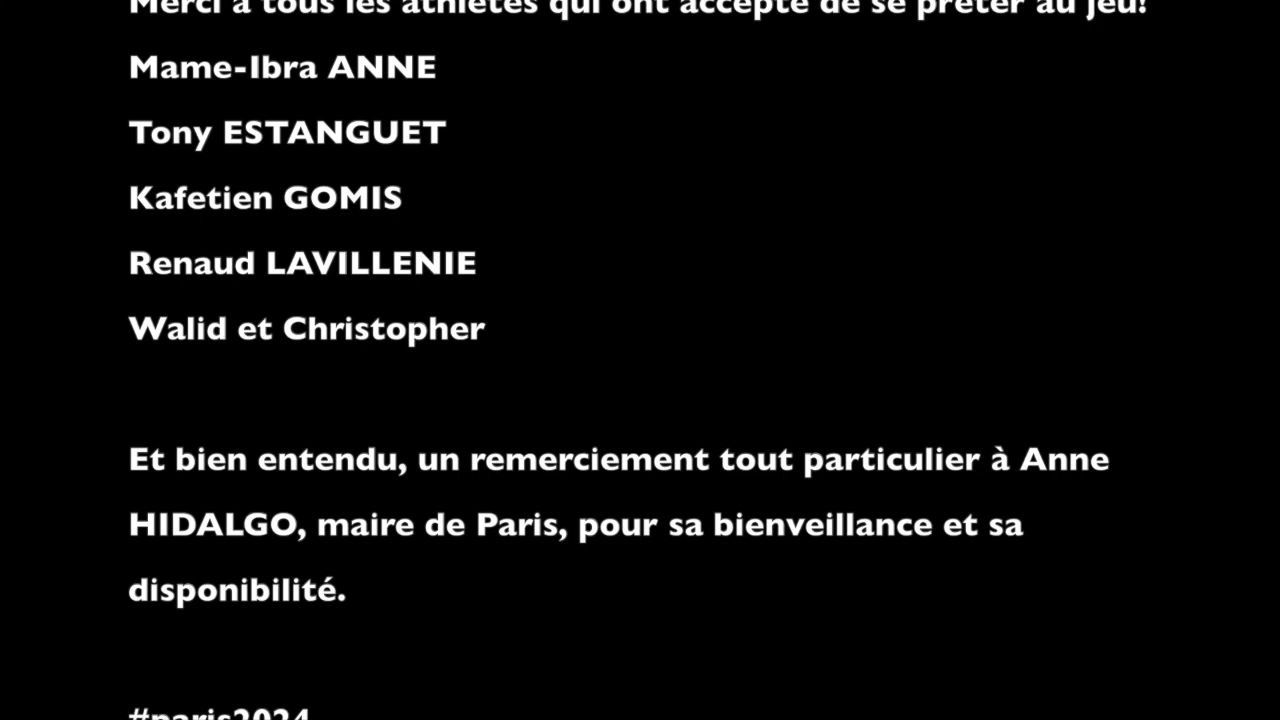 Merci à tous les athlètes qui ont accepté de se prêter au jeu!
Mame-Ibra ANNE
Tony ESTANGUET
Kafetien GOMIS
Renaud LAVILLENIE
Walid et Christopher
Et bien entendu, un remerciement tout particulier à Anne
HIDALGO, maire de Paris, pour sa bienveillance et sa
disponibilité.
#paris2024